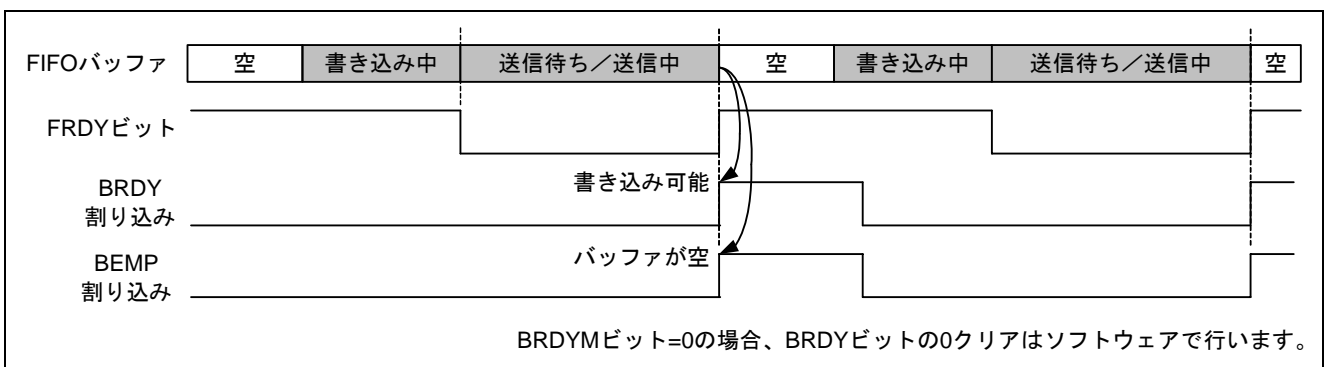 FIFOバッファ 空 書き込み中 送信待ち／送信中 空 書き込み中 送信待ち／送信中 空
FRDYビット
BRDY
割り込み
書き込み可能
BEMP
割り込み
バッファが空
BRDYMビット=0の場合、BRDYビットの0クリアはソフトウェアで行います。